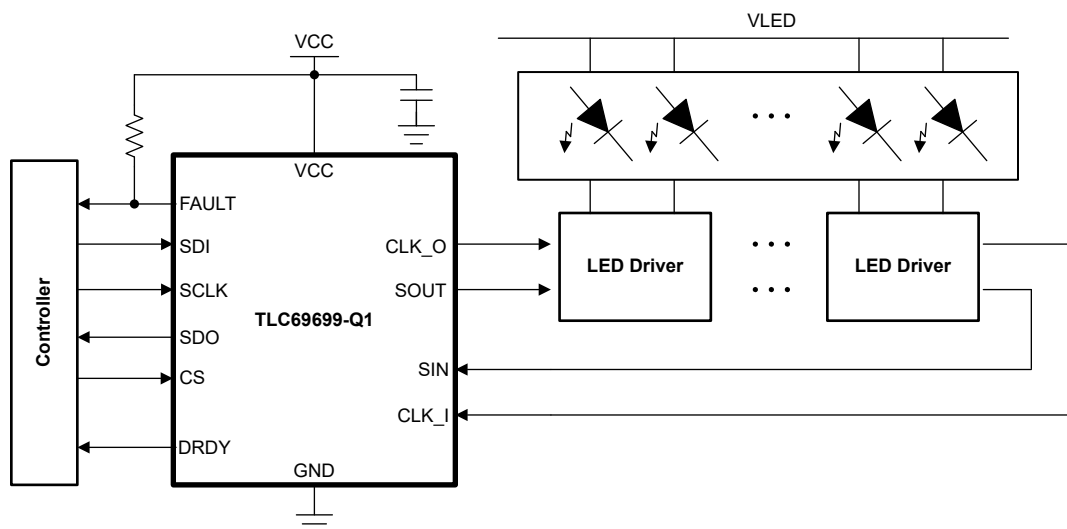 VLED
VCC
VCC
Controller
FAULT
SDI
SCLK
SDO
CS
DRDY
TLC69699-Q1
CLK_O
SOUT
SIN
CLK_I
GND
LED Driver
LED Driver